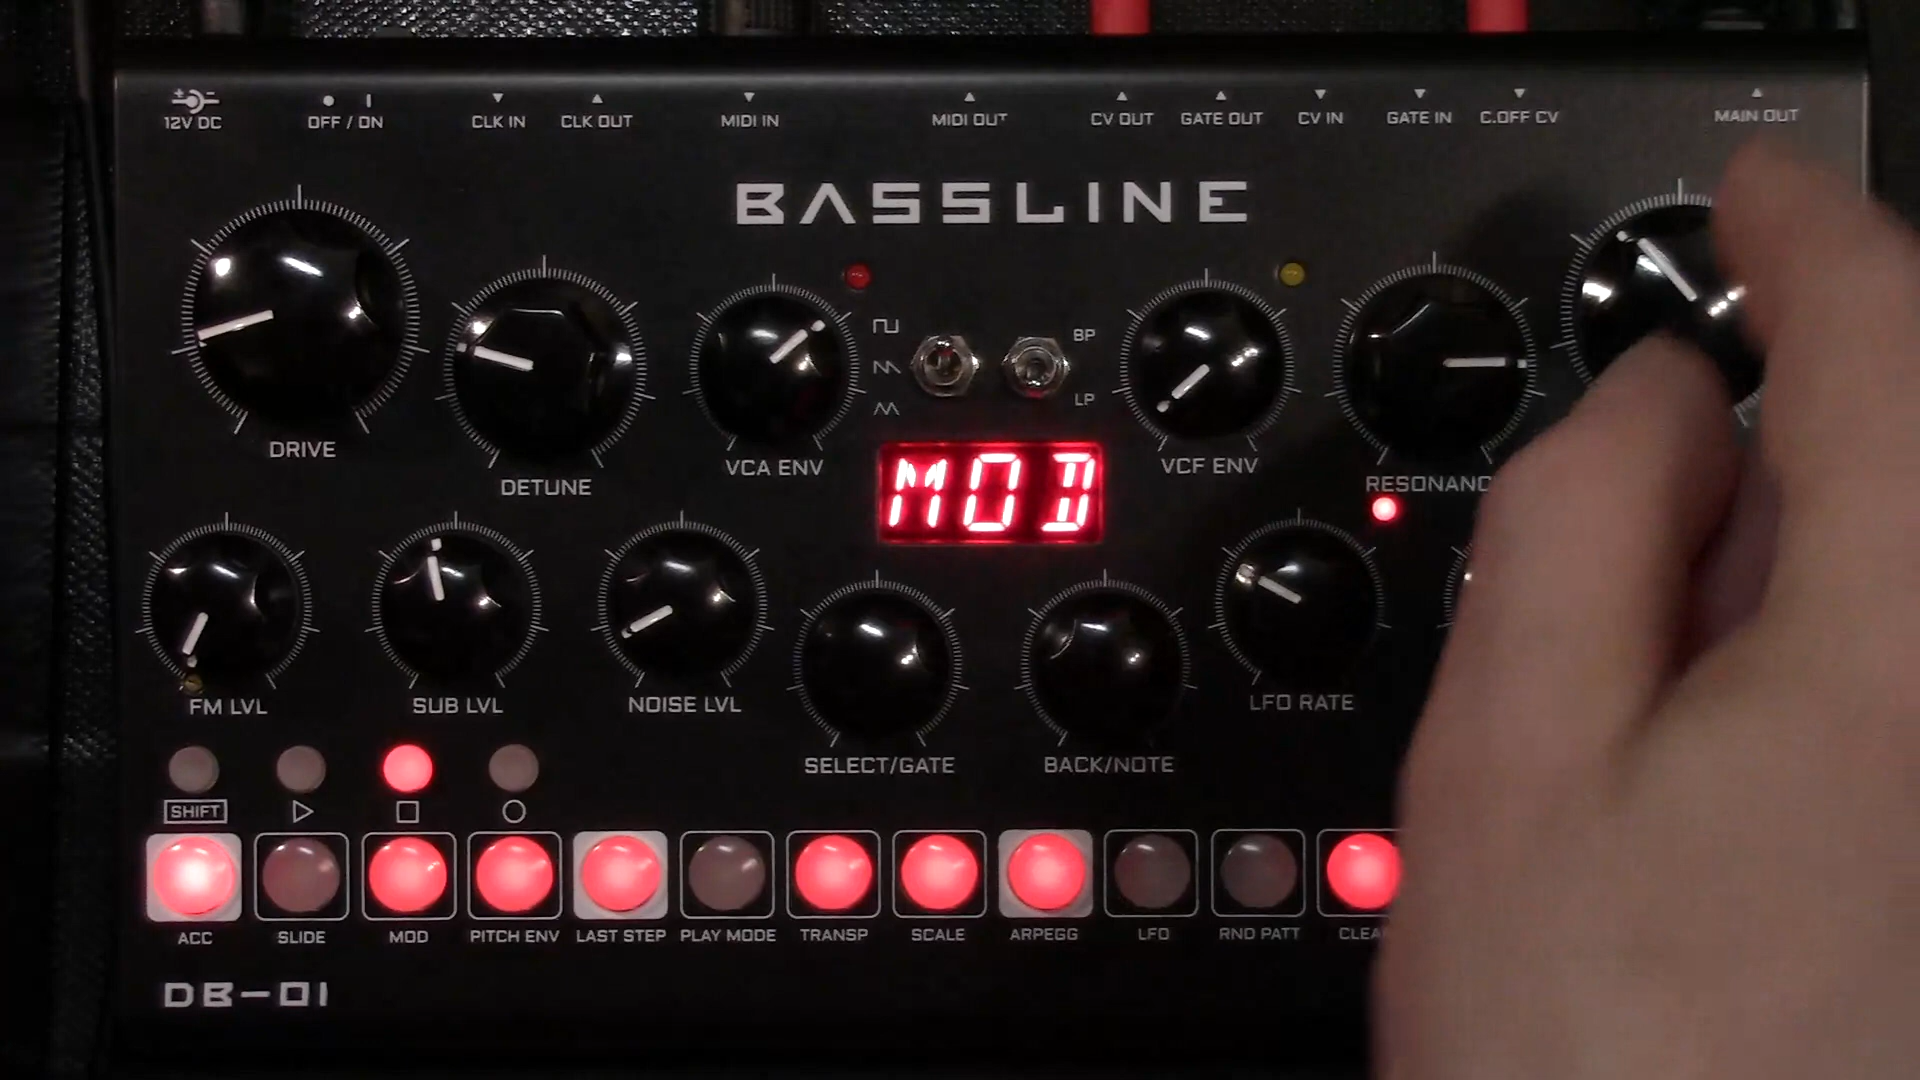 12V DC OFF / ON CLK IN CLK OUT MIDI IN MIDI OUT CV OUT GATE OUT CV IN GATE IN C.OFF CV MAIN OUT
BASSLINE
BP
LP
DRIVE DETUNE VCA ENV VCF ENV RESONANC
MOD
FM LVL SUB LVL NOISE LVL LFO RATE
SELECT/GATE BACK/NOTE
SHIFT
ACC SLIDE MOD PITCH ENV LAST STEP PLAY MODE TRANSP SCALE ARPEGG LFO RND PATT CLEA
DB-01